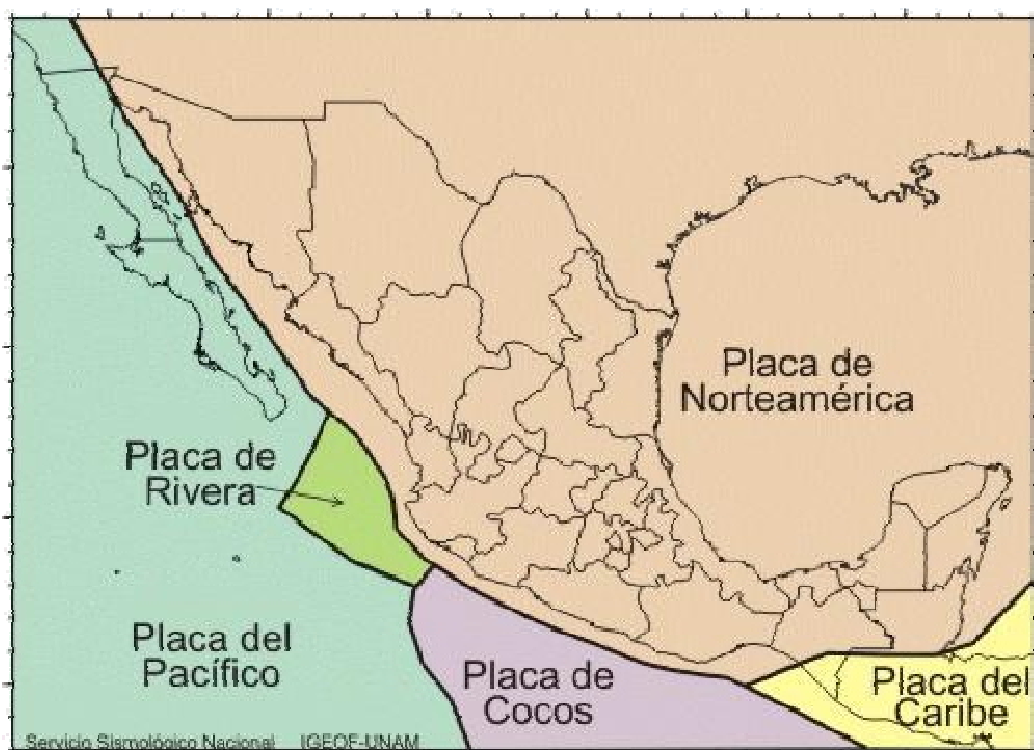 Placa de
Norteamérica
Placa de
Rivera
Placa del
Pacífico
Placa de
Cocos
Placa del
Caribe
Servicio Sismológico Nacional IGEOF-UNAM